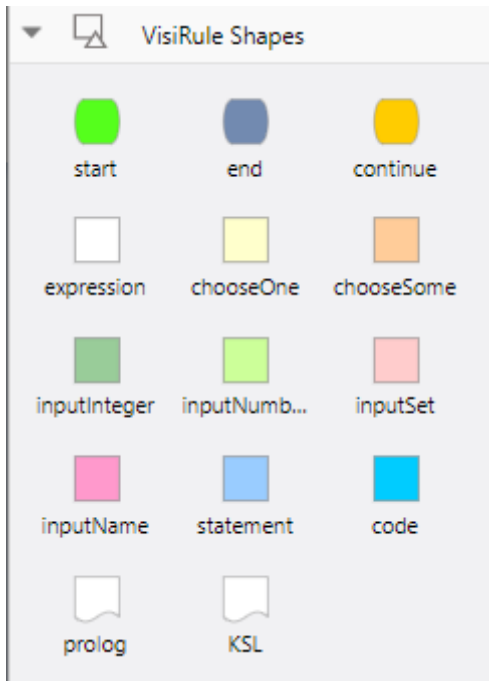 VisiRule Shapes
start end continue
expression chooseOne chooseSome
inputInteger inputNumb... inputSet
inputName statement code
prolog KSL